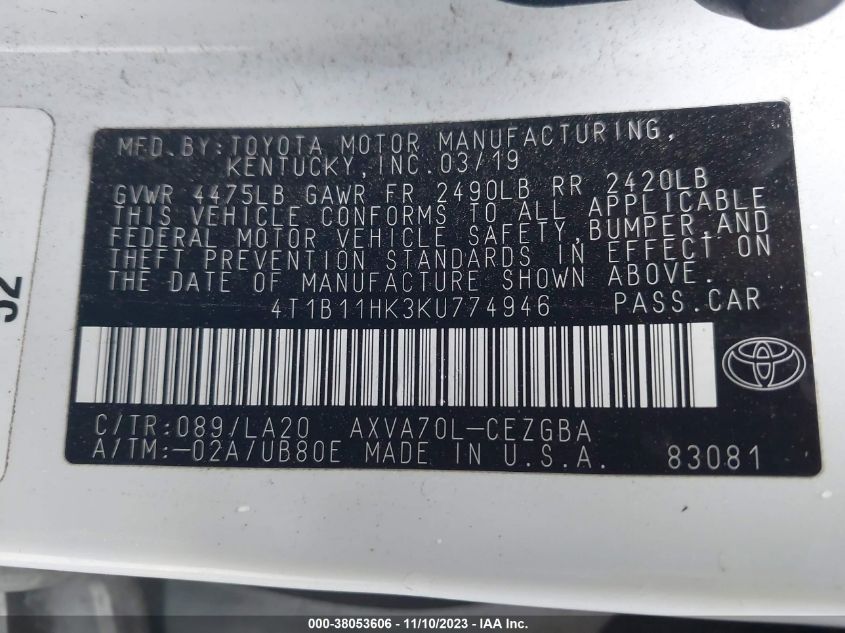 MFD. BY: TOYOTA MOTOR MANUFACTURING,
KENTUCKY, INC. 03/19
GVWR 4475LB GAWR FR 2490LB RR 2420LB
THIS VEHICLE CONFORMS TO ALL APPLICABLE
FEDERAL MOTOR VEHICLE SAFETY, BUMPER, AND
THEFT PREVENTION STANDARDS IN EFFECT ON
THE DATE OF MANUFACTURE SHOWN ABOVE.
4T1B11HK3KU774946 PASS. CAR
C/TR: 089/LA20 AXVA70L-CEZGBA
A/TM:-02A/UB80E MADE IN U.S.A. 83081
000-38053606 - 11/10/2023 - IAA Inc.